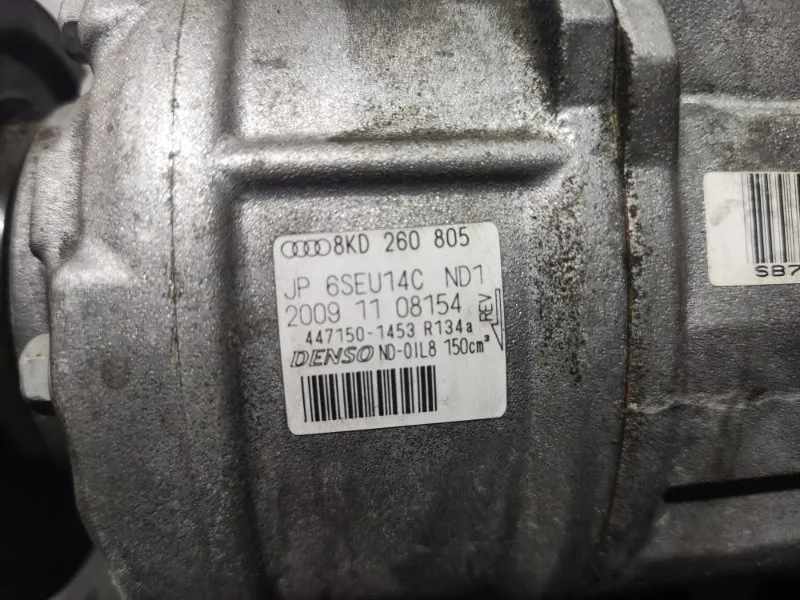 8KD 260 805
JP 6SEU14C ND1
2009 11 08154
REV
447150-1453 R134a
DENSO ND-OIL8 150cm³
SB7